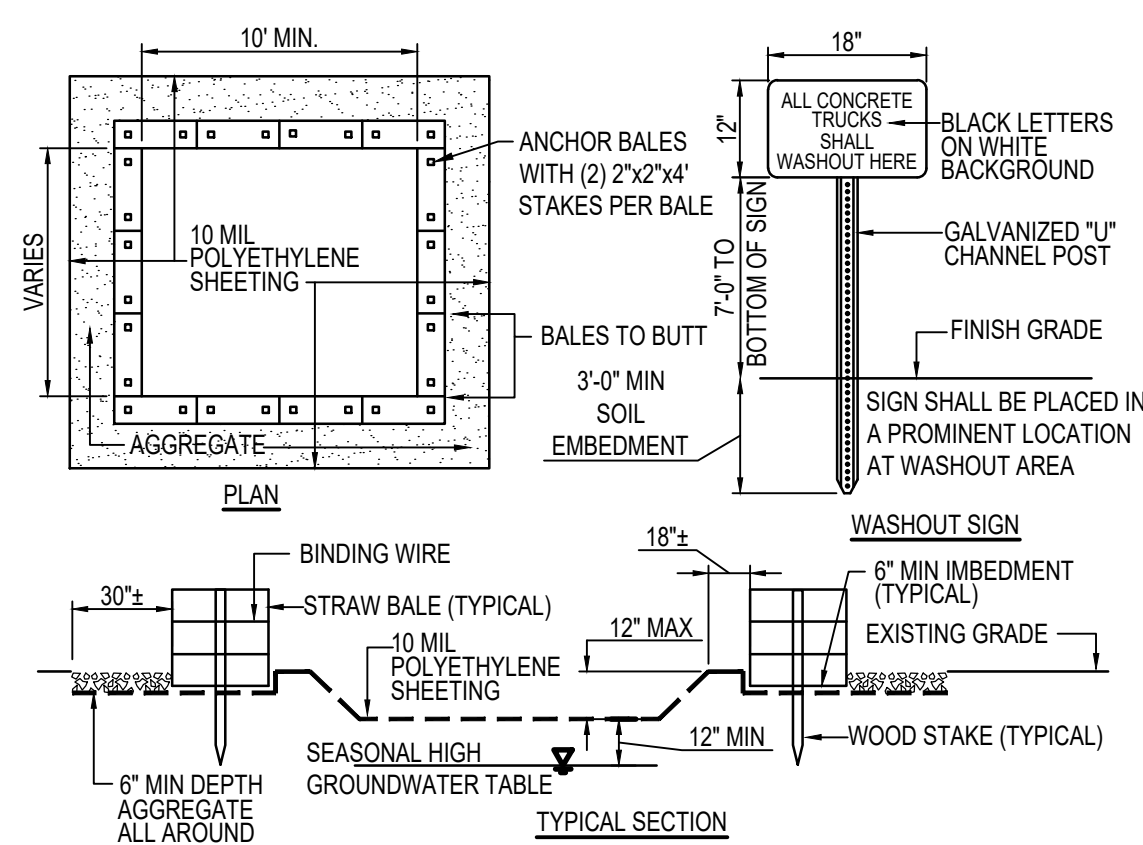 10' MIN.
VARIES
10 MIL
POLYETHYLENE
SHEETING
AGGREGATE
ANCHOR BALES
WITH (2) 2"x2"x4'
STAKES PER BALE
BALES TO BUTT
PLAN
18"
12"
ALL CONCRETE
TRUCKS
SHALL
WASHOUT HERE
BLACK LETTERS
ON WHITE
BACKGROUND
7'-0" TO
BOTTOM OF SIGN
GALVANIZED "U"
CHANNEL POST
FINISH GRADE
3'-0" MIN
SOIL
EMBEDMENT
SIGN SHALL BE PLACED IN
A PROMINENT LOCATION
AT WASHOUT AREA
WASHOUT SIGN
30"±
BINDING WIRE
STRAW BALE (TYPICAL)
10 MIL
POLYETHYLENE
SHEETING
12" MAX
18"±
6" MIN IMBEDMENT
(TYPICAL)
EXISTING GRADE
6" MIN DEPTH
AGGREGATE
ALL AROUND
SEASONAL HIGH
GROUNDWATER TABLE
12" MIN
WOOD STAKE (TYPICAL)
TYPICAL SECTION